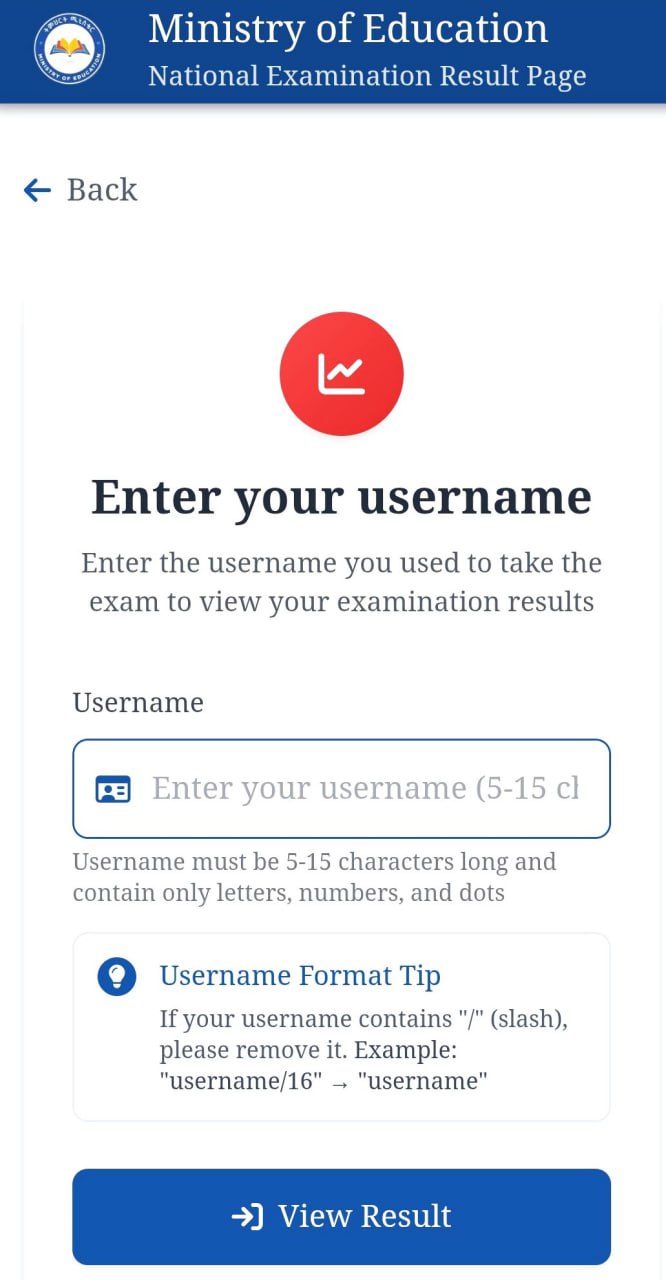 Ministry of Education
National Examination Result Page
ትምህርት ሚኒስቴር
MINISTRY OF EDUCATION
Back
Enter your username
Enter the username you used to take the
exam to view your examination results
Username
Enter your username (5-15 cl
Username must be 5-15 characters long and
contain only letters, numbers, and dots
Username Format Tip
If your username contains "/" (slash),
please remove it. Example:
"username/16" → "username"
View Result